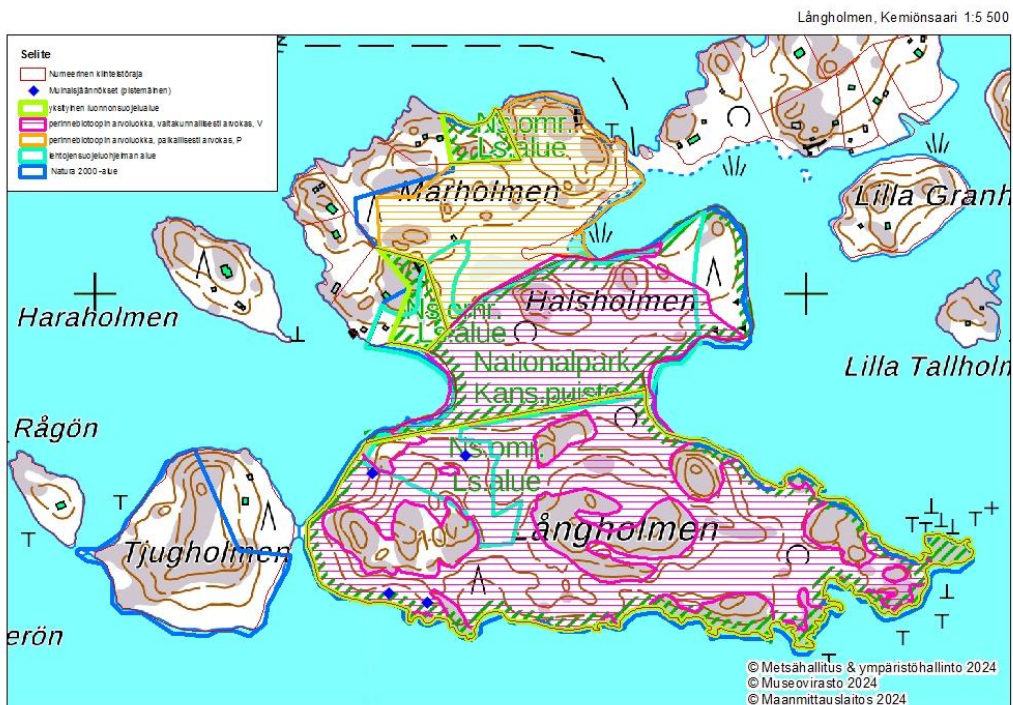 Långholmen, Kemiönsaari 1:5 500
Selite
Numeerinen kiinteistöraja
Muinaisjäännökset (pistemäinen)
yksityinen luonnonsuojelualue
perinnebiotoopin arvoluokka, valtakunnallisesti arvokas, V
perinnebiotoopin arvoluokka, paikallisesti arvokas, P
lehtojensuojeluohjelman alue
Natura 2000 -alue
Ns.omr.
Ls.alue
Marholmen
Lilla Granh
Haraholmen
Halsholmen
Ns.omr.
Ls.alue
Nationalpark
Kans.puisto
Lilla Tallholm
Rågön
Ns.omr.
Ls.alue
Långholmen
Tjugholmen
erön
© Metsähallitus & ympäristöhallinto 2024
© Museovirasto 2024
© Maanmittauslaitos 2024